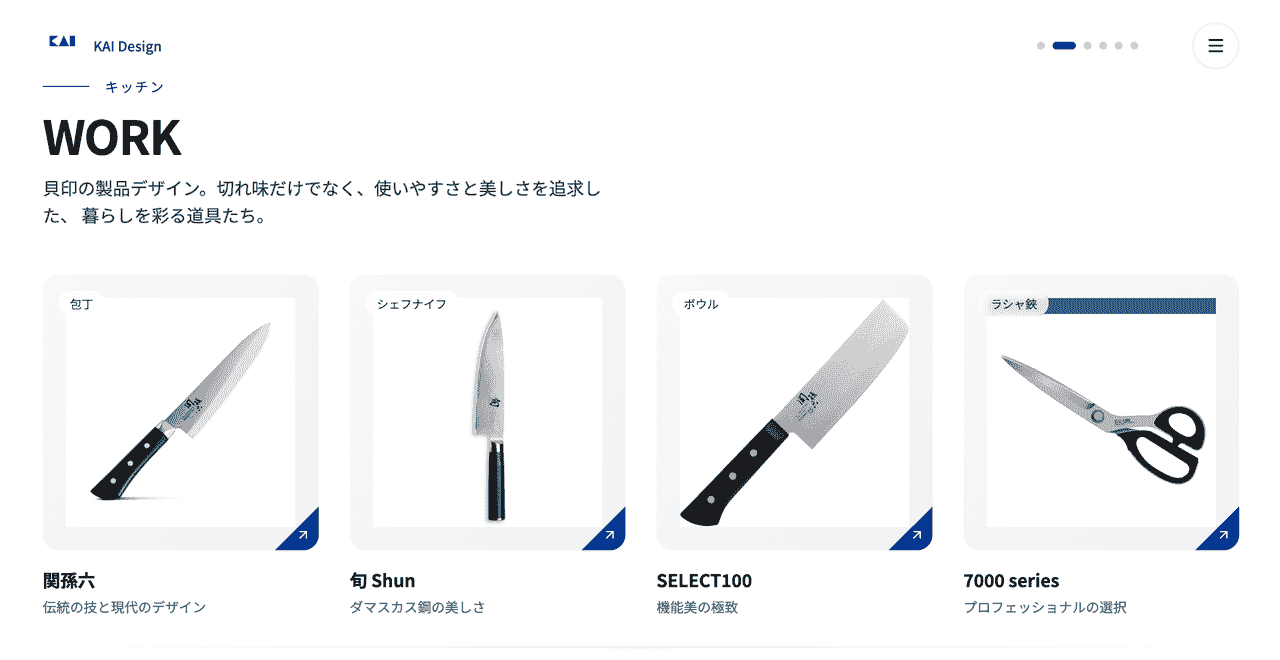 KAI
KAI Design
キッチン
WORK
貝印の製品デザイン。切れ味だけでなく、使いやすさと美しさを追求し
た、 暮らしを彩る道具たち。
包丁
シェフナイフ
ボウル
ラシャ鋏
旬
関孫六
伝統の技と現代のデザイン
旬 Shun
ダマスカス鋼の美しさ
SELECT100
機能美の極致
7000 series
プロフェッショナルの選択